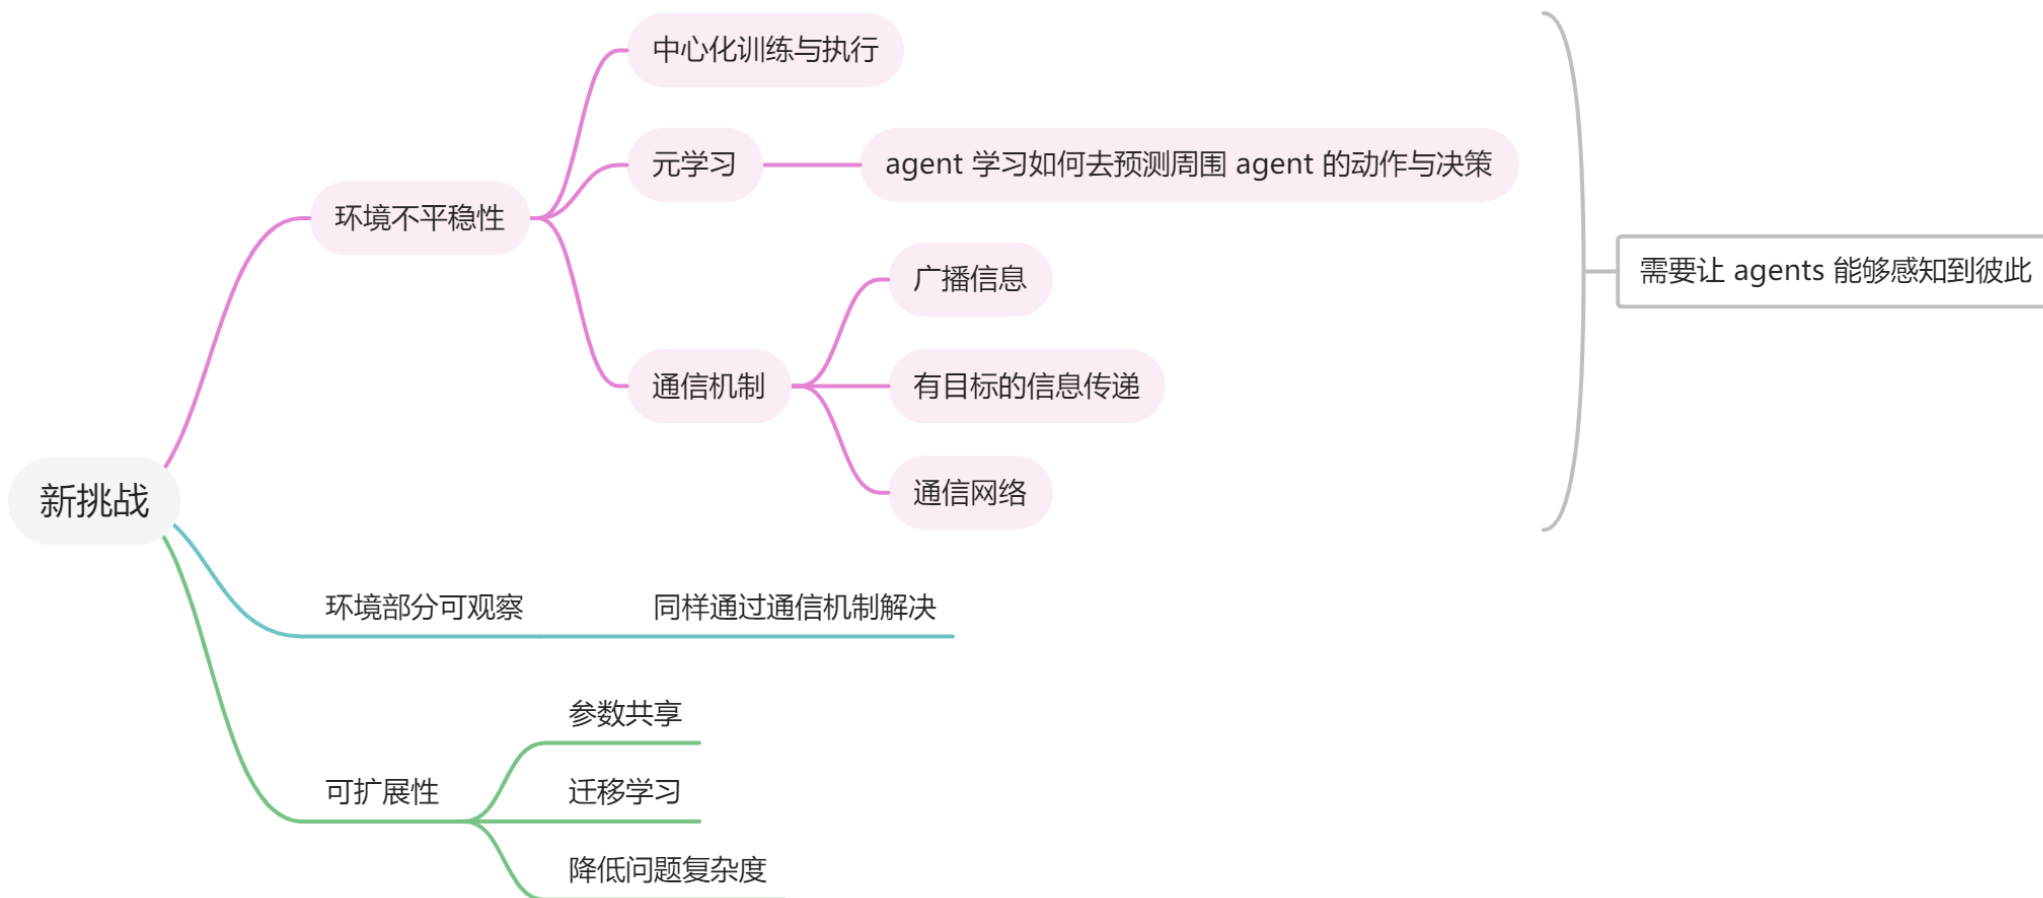 中心化训练与执行
元学习
agent 学习如何去预测周围 agent 的动作与决策
环境不平稳性
广播信息
需要让 agents 能够感知到彼此
通信机制
有目标的信息传递
通信网络
新挑战
环境部分可观察
同样通过通信机制解决
参数共享
可扩展性
迁移学习
降低问题复杂度